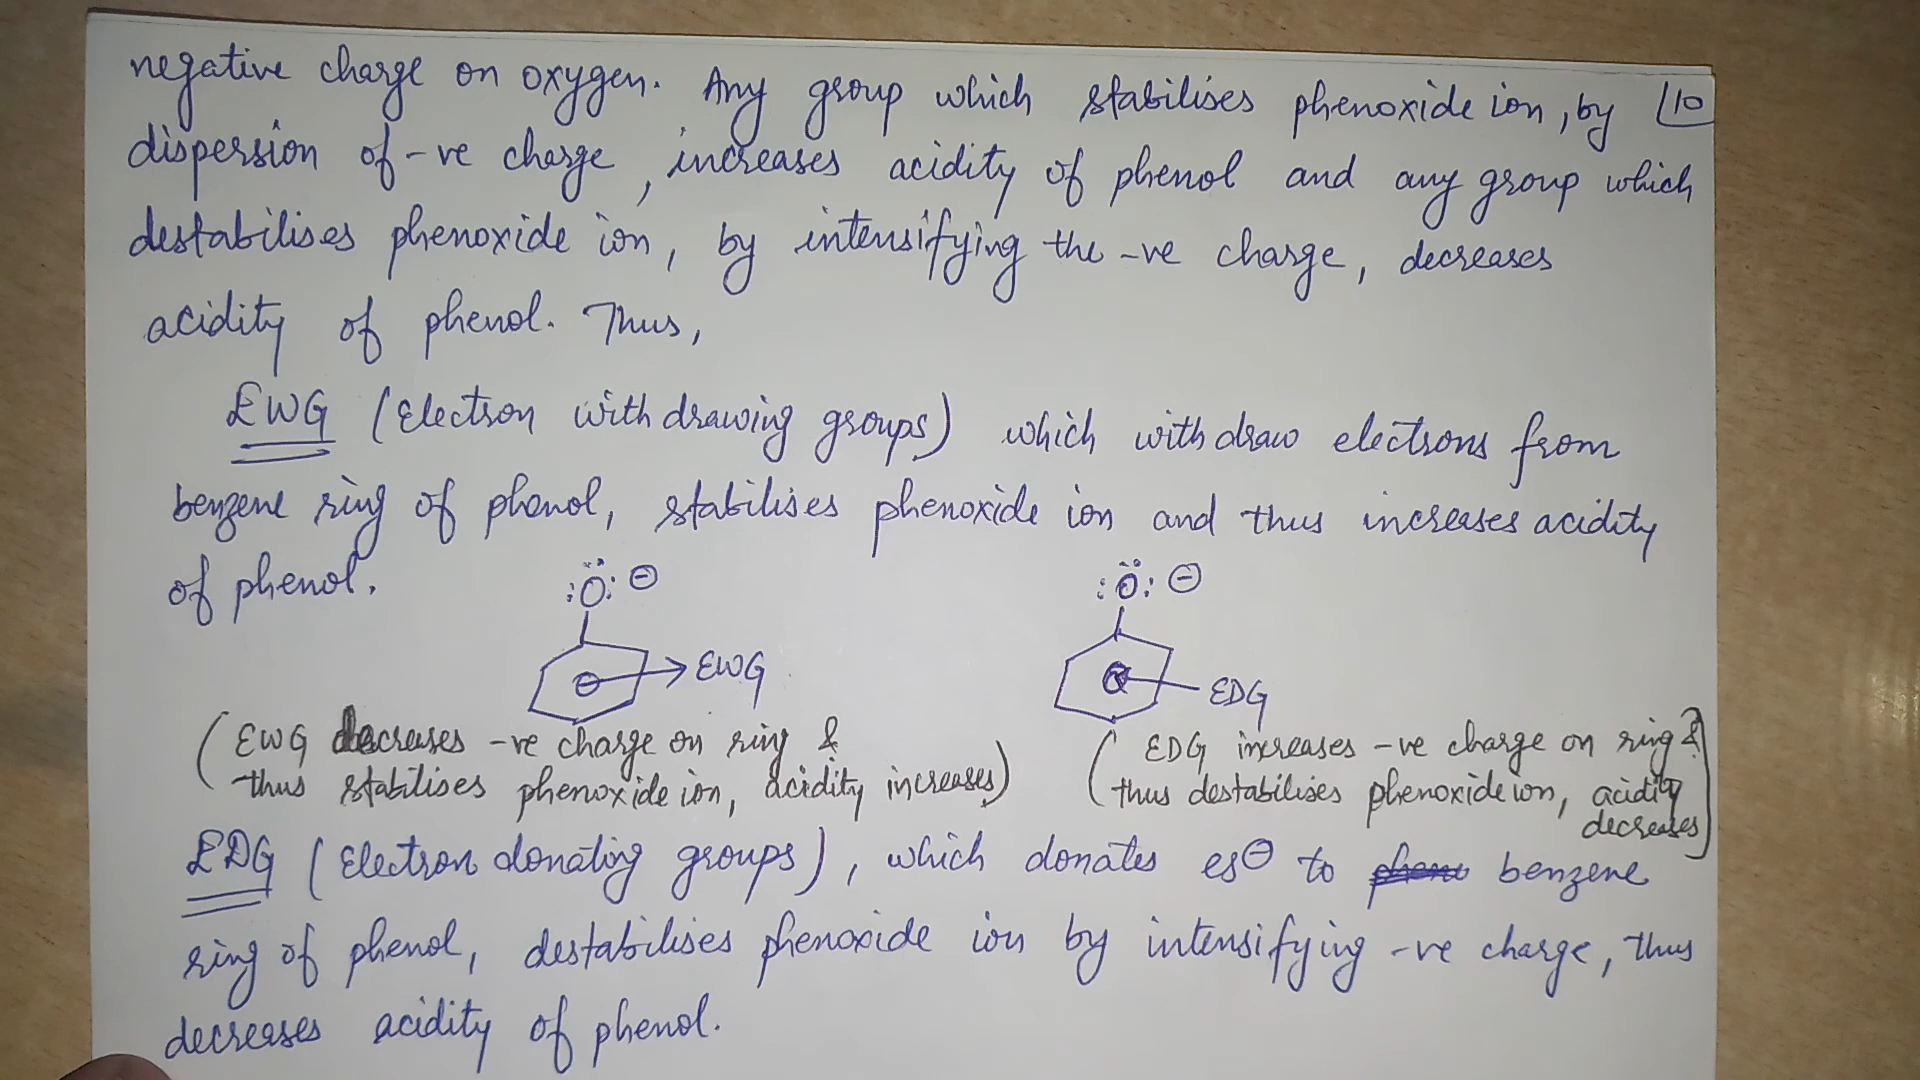 negative charge on oxygen. Any group which stabilises phenoxide ion, by 10
dispersion of -ve charge, increases acidity of phenol and any group which
destabilises phenoxide ion, by intensifying the -ve charge, decreases
acidity of phenol. Thus,
EWG (Electron withdrawing groups) which withdraw electrons from
benzene ring of phenol, stabilises phenoxide ion and thus increases acidity
of phenol.
:Ö: ⊖ :Ö: ⊖
⊖ → EWG EDG
(EWG decreases -ve charge on ring & (EDG increases -ve charge on ring &
thus stabilises phenoxide ion, acidity increases) thus destabilises phenoxide ion, acidity
decreases)
EDG (Electron donating groups), which donates es⊖ to benzene
ring of phenol, destabilises phenoxide ion by intensifying -ve charge, thus
decreases acidity of phenol.